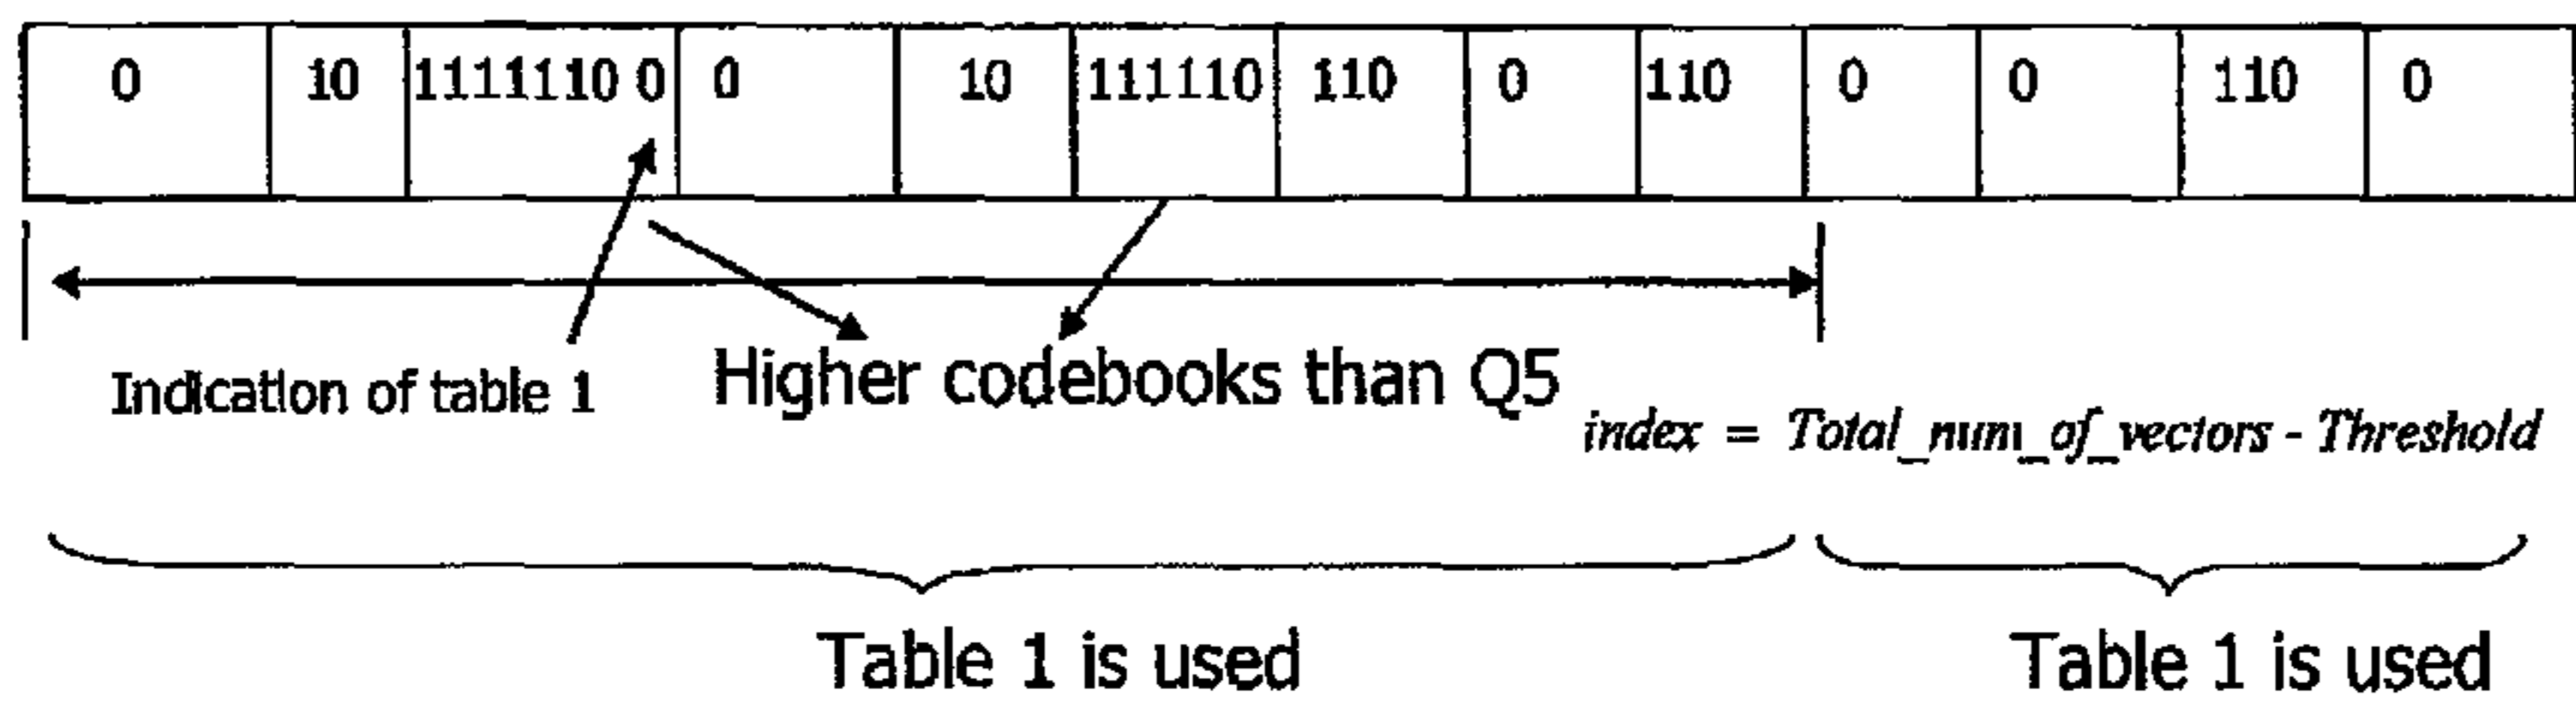 0 10 1111110 0 0 10 111110 110 0 110 0 0 110 0
Indication of table 1
Higher codebooks than Q5
index = Total_num_of_vectors - Threshold
Table 1 is used
Table 1 is used